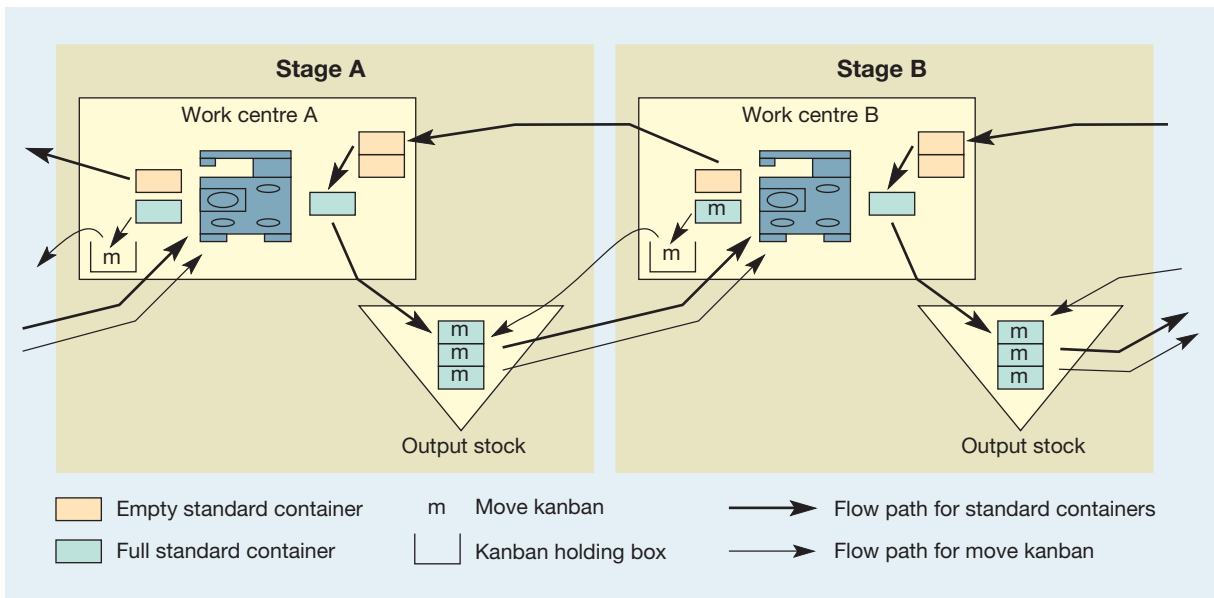 Stage A
Stage B
Work centre A
Work centre B
m
m
m
m
m
m
m
m
m
Output stock
Output stock
Empty standard container
m
Move kanban
Flow path for standard containers
Full standard container
Kanban holding box
Flow path for move kanban